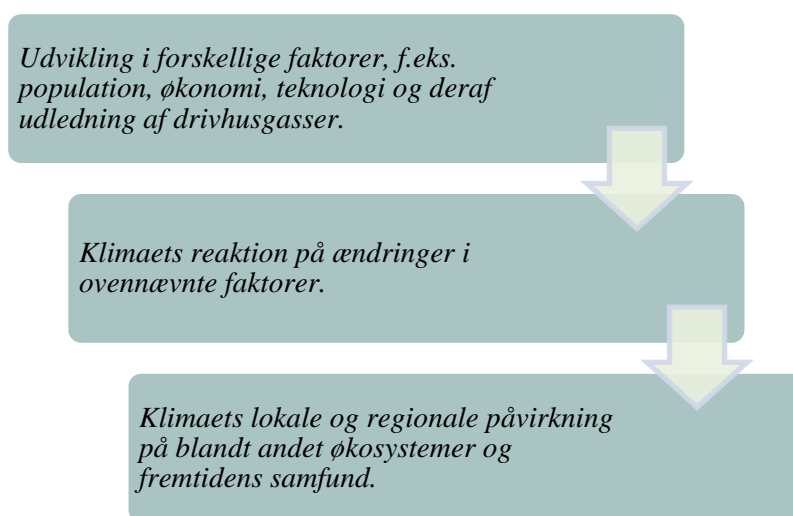 Udvikling i forskellige faktorer, f.eks.
population, økonomi, teknologi og deraf
udledning af drivhusgasser.
Klimaets reaktion på ændringer i
ovennævnte faktorer.
Klimaets lokale og regionale påvirkning
på blandt andet økosystemer og
fremtidens samfund.